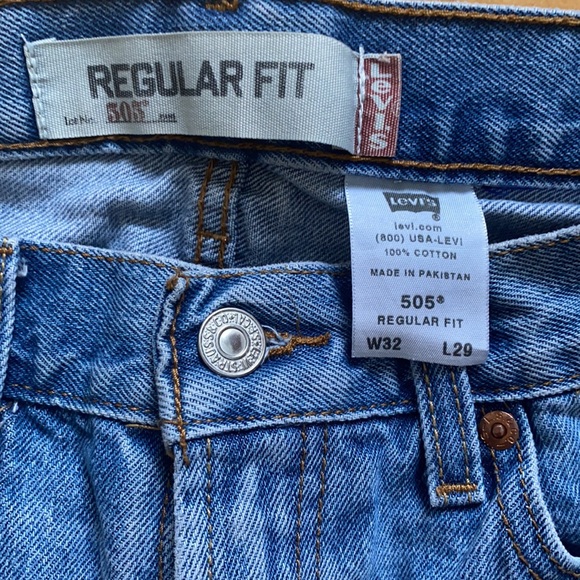 REGULAR FIT
Lot No. 505®
LEVI'S
Levi's
levi.com
(800) USA-LEVI
100% COTTON
MADE IN PAKISTAN
505®
REGULAR FIT
W32 L29